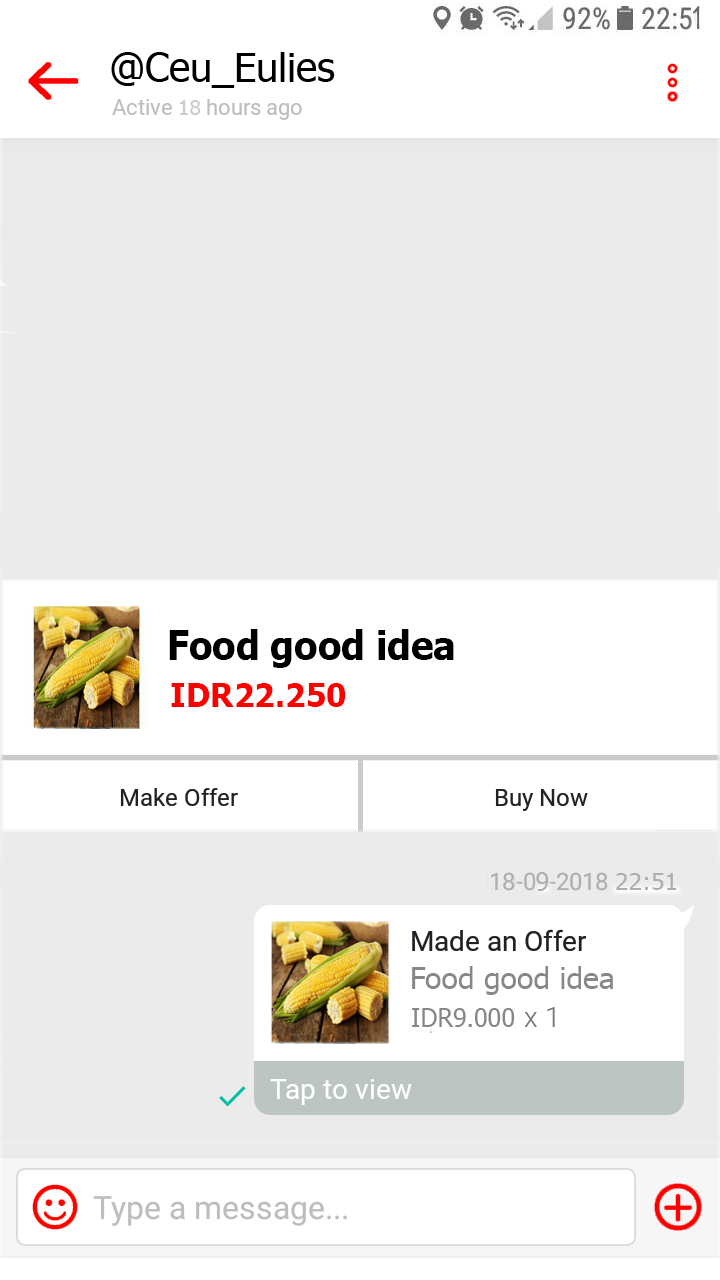 92% 22:51
@Ceu_Eulies
Active 18 hours ago
Food good idea
IDR22.250
Make Offer
Buy Now
18-09-2018 22:51
Made an Offer
Food good idea
IDR9.000 x 1
Tap to view
Type a message...